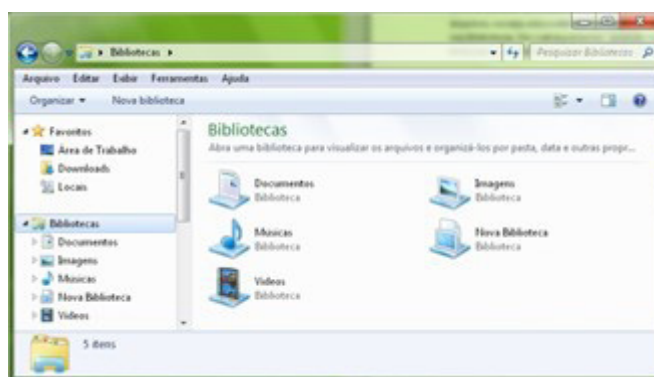 Bibliotecas
Pesquisar Bibliotecas
Arquivo Editar Exibir Ferramentas Ajuda
Organizar Nova biblioteca
Favoritos
Área de Trabalho
Downloads
Locais
Bibliotecas
Documentos
Imagens
Músicas
Nova Biblioteca
Vídeos
Bibliotecas
Abra uma biblioteca para visualizar os arquivos e organizá-los por pasta, data e outras propr...
Documentos
Biblioteca
Imagens
Biblioteca
Músicas
Biblioteca
Nova Biblioteca
Biblioteca
Vídeos
Biblioteca
5 itens